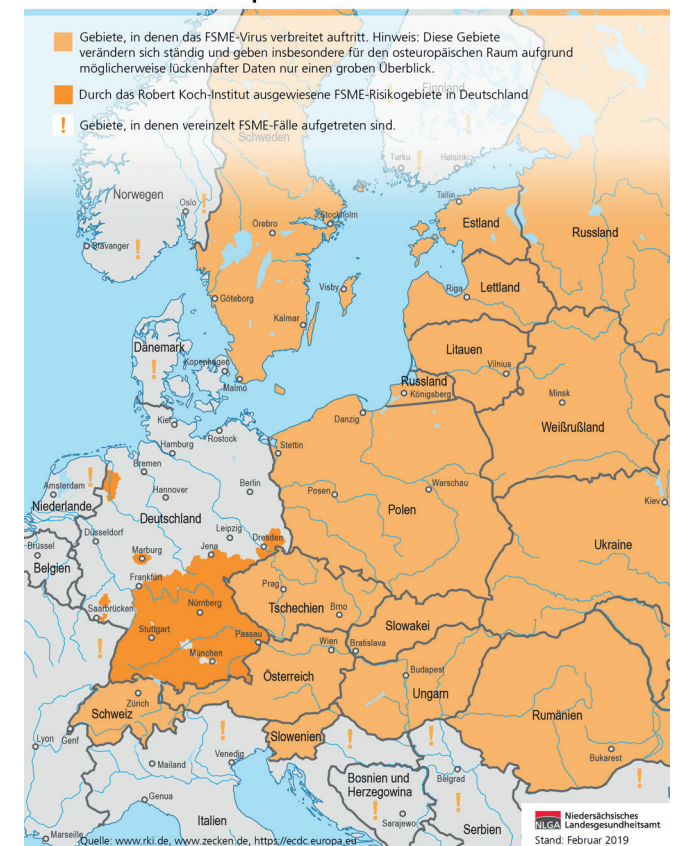 Gebiete, in denen das FSME-Virus verbreitet auftritt. Hinweis: Diese Gebiete
verändern sich ständig und geben insbesondere für den osteuropäischen Raum aufgrund
möglicherweise lückenhafter Daten nur einen groben Überblick.
Durch das Robert Koch-Institut ausgewiesene FSME-Risikogebiete in Deutschland
! Gebiete, in denen vereinzelt FSME-Fälle aufgetreten sind.
Finnland
!
!
Schweden
Turku
!
Helsinki
Norwegen
Oslo
!
Tallin
Stockholm
Örebro
Estland
Russland
Stavanger
!
Visby
Riga
Lettland
Göteborg
Kalmar
Dänemark
!
Kopenhagen
Malmö
Litauen
Vilnius
Russland
Königsberg
Minsk
Weißrußland
Danzig
Kiel
Rostock
Hamburg
Stettin
Bremen
Amsterdam
!
Niederlande
Hannover
Berlin
Posen
Warschau
Polen
Kiev
Deutschland
Düsseldorf
Leipzig
Dresden
Ukraine
Brüssel
Belgien
Marburg
Jena
Frankfurt
Prag
Tschechien
Brno
Saarbrücken
Nürnberg
Slowakei
!
Stuttgart
Passau
Wien
Bratislava
München
Budapest
Österreich
Ungarn
Zürich
Schweiz
Rumänien
Lyon
Genf
!
Venedig
Slowenien
!
!
Mailand
Bukarest
Bosnien und
Herzegowina
Belgrad
!
!
!
Genua
Sarajewo
Serbien
Italien
Marseille
Quelle: www.rki.de, www.zecken.de, https://ecdc.europa.eu
NLGA
Niedersächsisches
Landesgesundheitsamt
Stand: Februar 2019